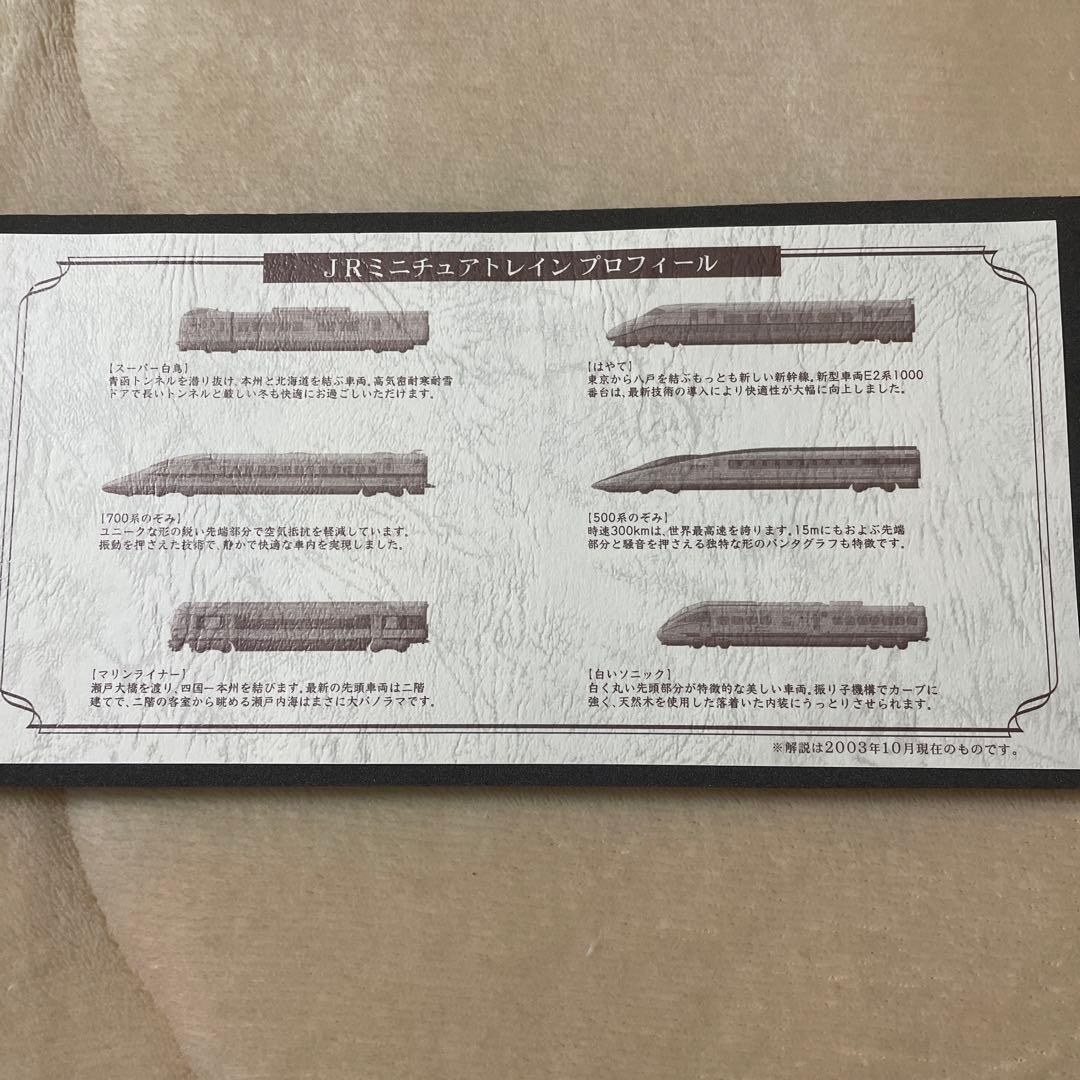 JRミニチュアトレイン プロフィール
【スーパー白鳥】
青函トンネルを潜り抜け、本州と北海道を結ぶ車両。高気密耐寒耐雪
ドアで長いトンネルと厳しい冬も快適にお過ごしいただけます。
【はやて】
東京から八戸を結ぶもっとも新しい新幹線。新型車両E2系1000
番台は、最新技術の導入により快適性が大幅に向上しました。
【700系のぞみ】
ユニークな形の鋭い先端部分で空気抵抗を軽減しています。
振動を押さえた技術で、静かで快適な車内を実現しました。
【500系のぞみ】
時速300kmは、世界最高速を誇ります。15mにもおよぶ先端
部分と騒音を押さえる独特な形のパンタグラフも特徴です。
【マリンライナー】
瀬戸大橋を渡り、四国ー本州を結びます。最新の先頭車両は二階
建てで、二階の客室から眺める瀬戸内海はまさに大パノラマです。
【白いソニック】
白く丸い先頭部分が特徴的な美しい車両。振り子機構でカーブに
強く、天然木を使用した落着いた内装にうっとりさせられます。
※解説は2003年10月現在のものです。